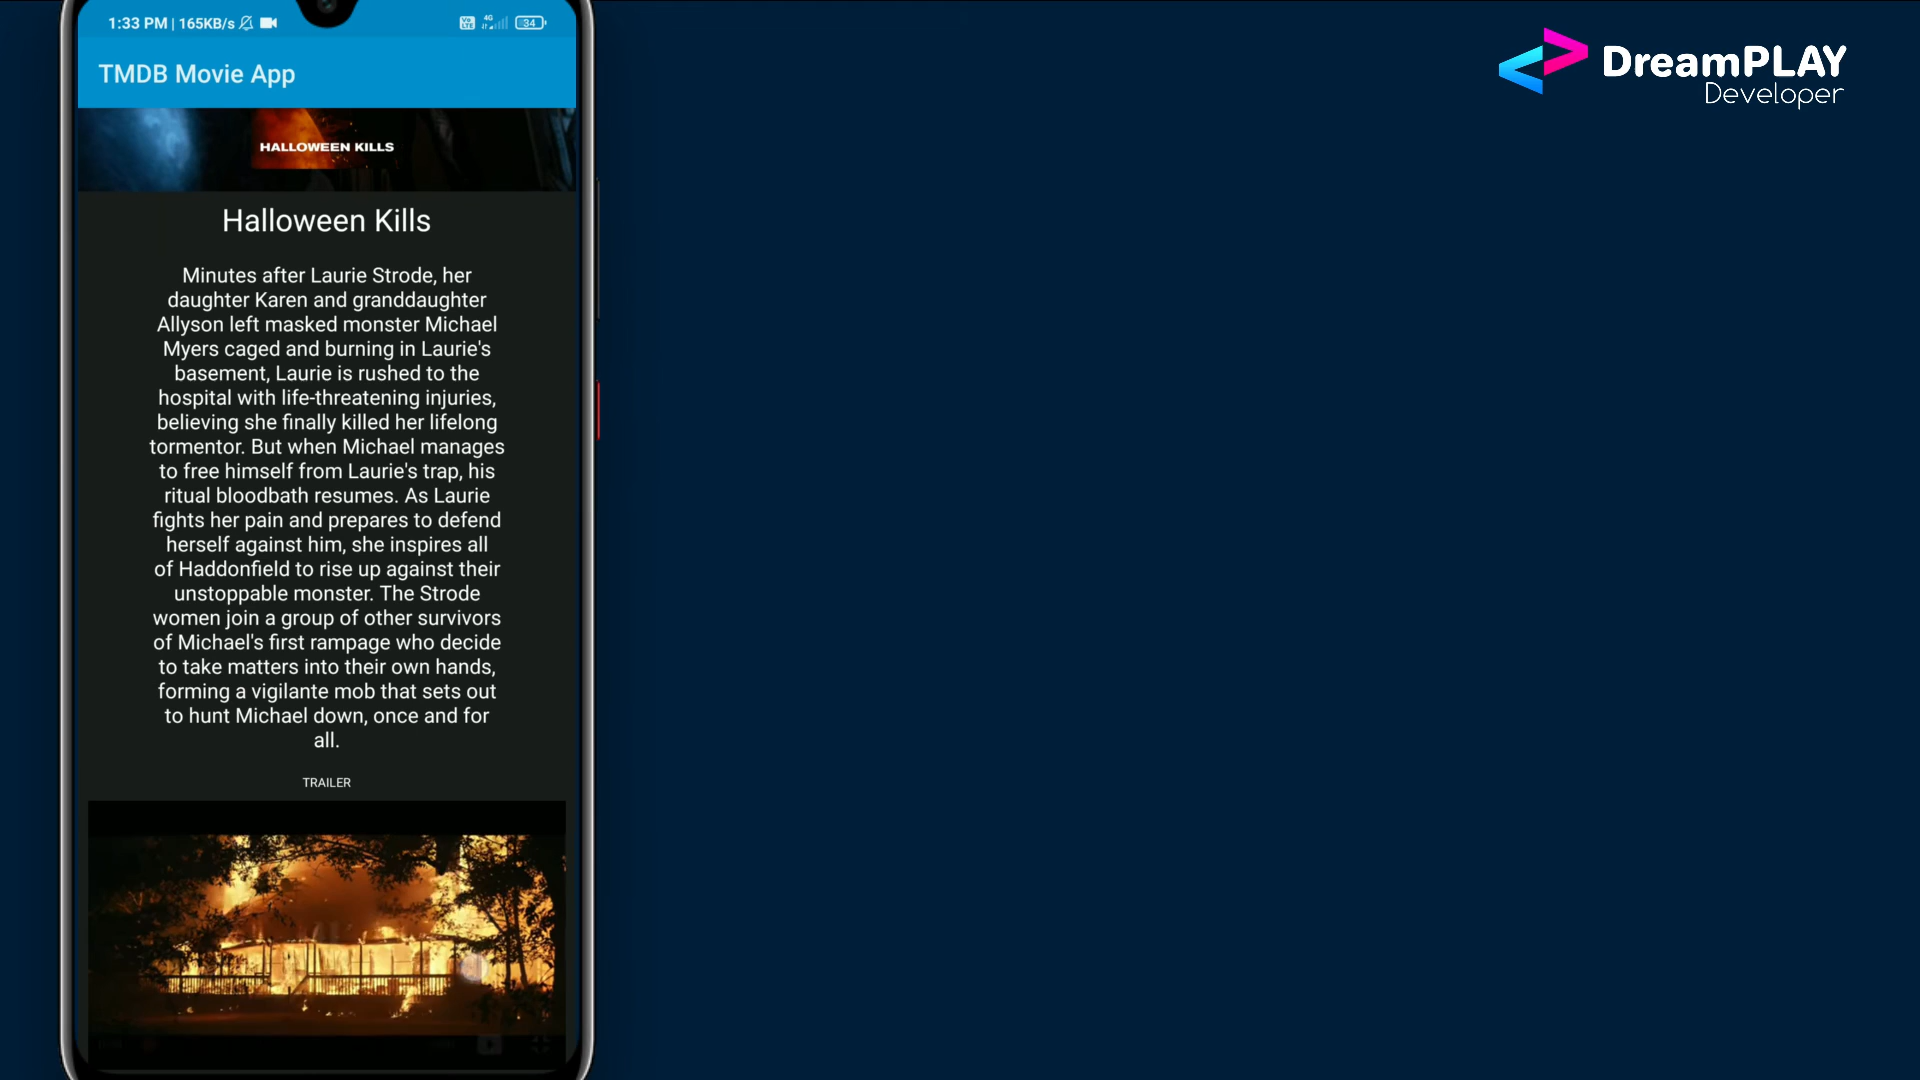 1:33 PM | 165KB/s
Vo LTE 4G 34
TMDB Movie App
HALLOWEEN KILLS
Halloween Kills
Minutes after Laurie Strode, her
daughter Karen and granddaughter
Allyson left masked monster Michael
Myers caged and burning in Laurie's
basement, Laurie is rushed to the
hospital with life-threatening injuries,
believing she finally killed her lifelong
tormentor. But when Michael manages
to free himself from Laurie's trap, his
ritual bloodbath resumes. As Laurie
fights her pain and prepares to defend
herself against him, she inspires all
of Haddonfield to rise up against their
unstoppable monster. The Strode
women join a group of other survivors
of Michael's first rampage who decide
to take matters into their own hands,
forming a vigilante mob that sets out
to hunt Michael down, once and for
all.
TRAILER
DreamPLAY
Developer